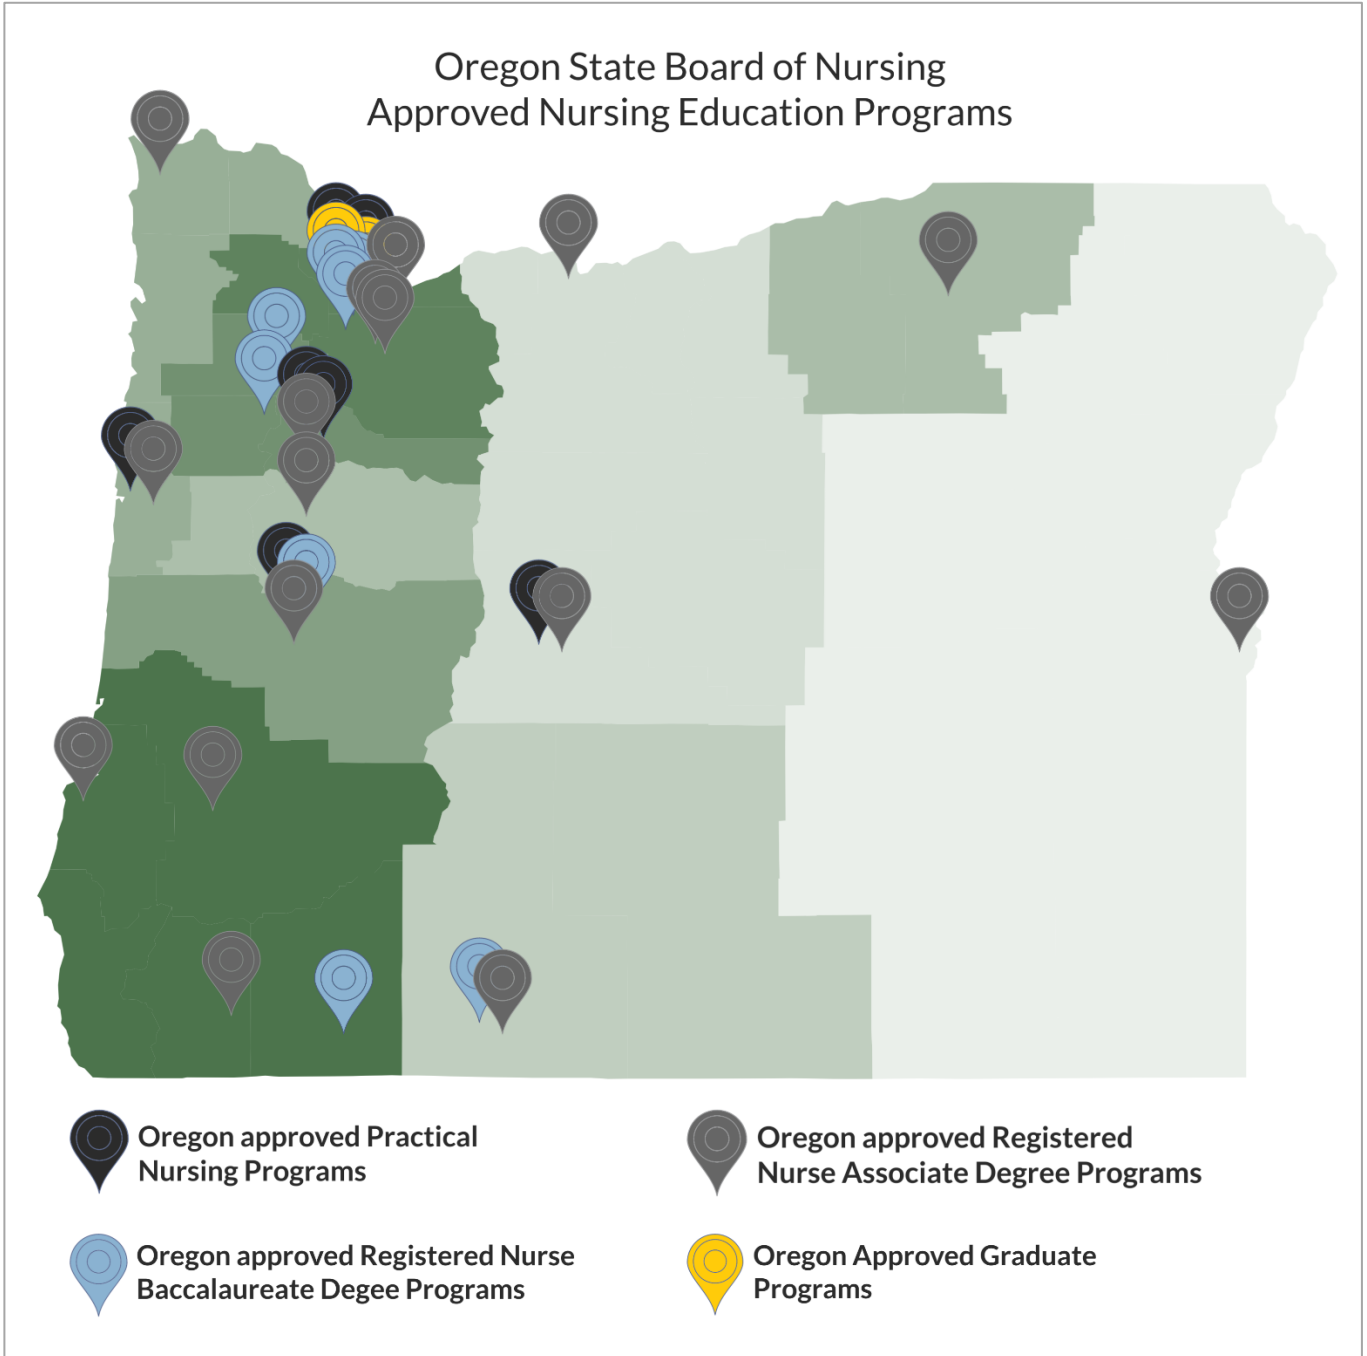 Oregon State Board of Nursing
Approved Nursing Education Programs
Oregon approved Practical
Nursing Programs
Oregon approved Registered
Nurse Associate Degree Programs
Oregon approved Registered Nurse
Baccalaureate Degee Programs
Oregon Approved Graduate
Programs